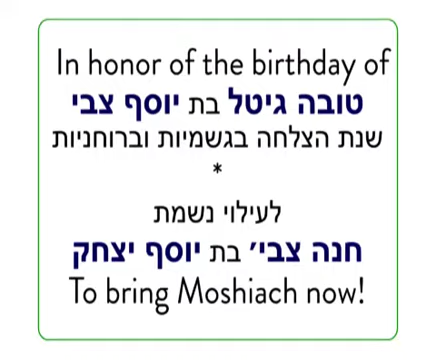 In honor of the birthday of
טובה גיטל בת יוסף צבי
שנת הצלחה בגשמיות וברוחניות
*
לעילוי נשמת
חנה צבי' בת יוסף יצחק
To bring Moshiach now!